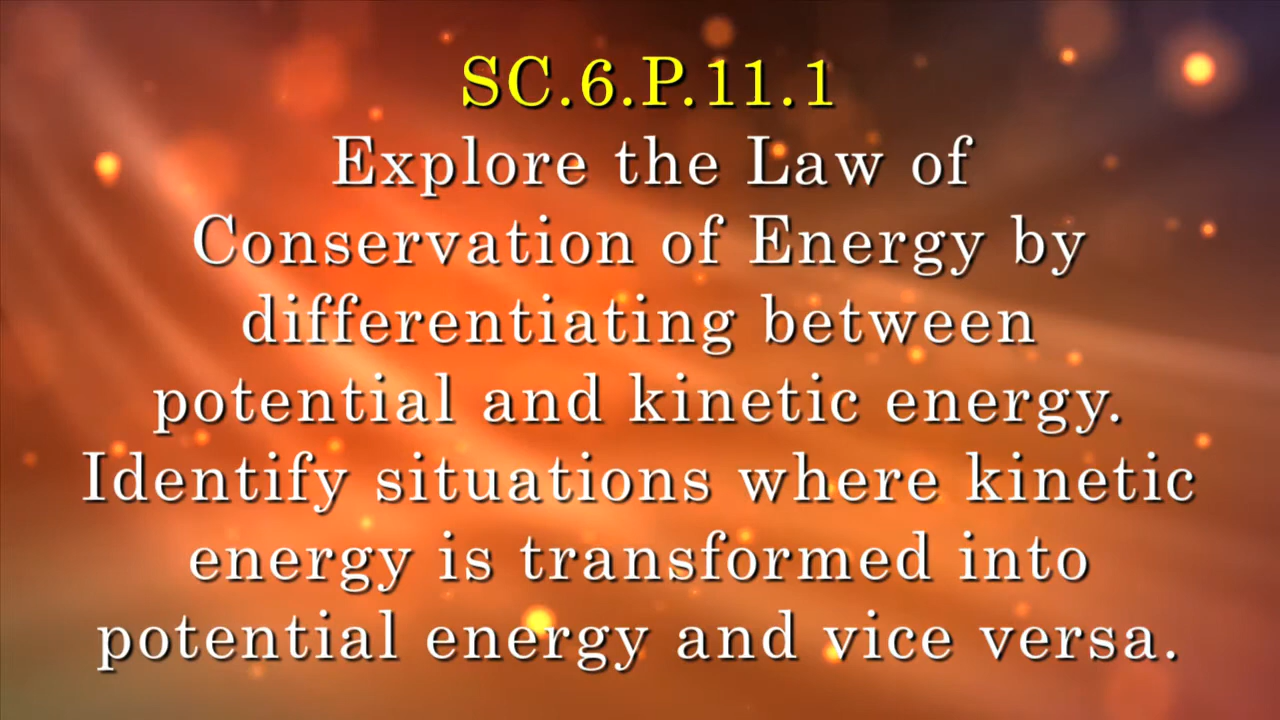 SC.6.P.11.1
Explore the Law of
Conservation of Energy by
differentiating between
potential and kinetic energy.
Identify situations where kinetic
energy is transformed into
potential energy and vice versa.